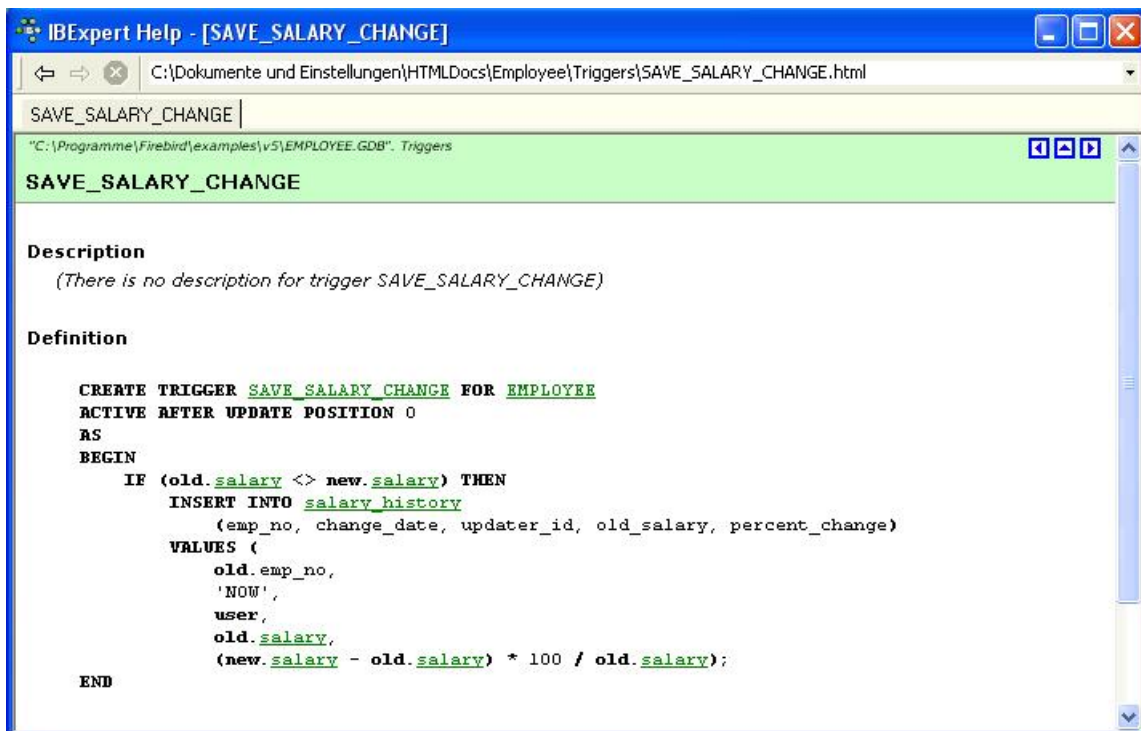 IBExpert Help - [SAVE_SALARY_CHANGE]
C:\Dokumente und Einstellungen\HTMLDocs\Employee\Triggers\SAVE_SALARY_CHANGE.html
SAVE_SALARY_CHANGE
"C:\Programme\Firebird\examples\v5\EMPLOYEE.GDB". Triggers
SAVE_SALARY_CHANGE
Description
(There is no description for trigger SAVE_SALARY_CHANGE)
Definition
CREATE TRIGGER SAVE_SALARY_CHANGE FOR EMPLOYEE
ACTIVE AFTER UPDATE POSITION 0
AS
BEGIN
IF (old.salary <> new.salary) THEN
INSERT INTO salary_history
(emp_no, change_date, updater_id, old_salary, percent_change)
VALUES (
old.emp_no,
'NOW',
user,
old.salary,
(new.salary - old.salary) * 100 / old.salary);
END